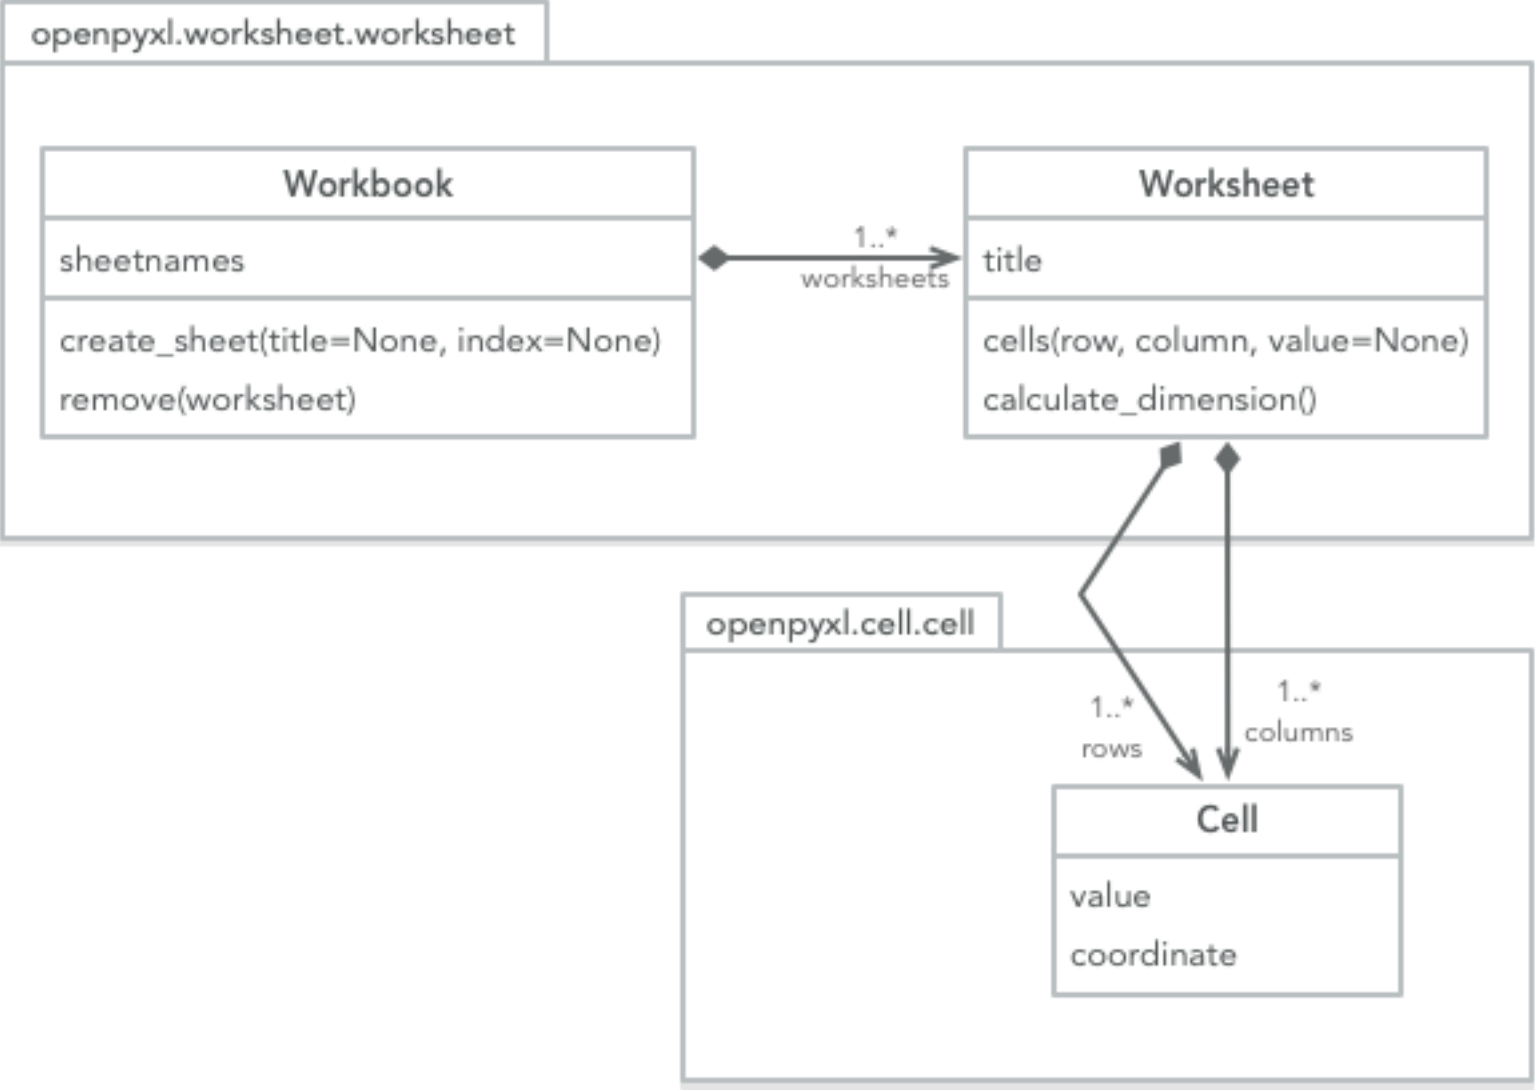 openpyxl.worksheet.worksheet
Workbook
sheetnames
create_sheet(title=None, index=None)
remove(worksheet)
1..*
worksheets
Worksheet
title
cells(row, column, value=None)
calculate_dimension()
openpyxl.cell.cell
1..*
rows
1..*
columns
Cell
value
coordinate